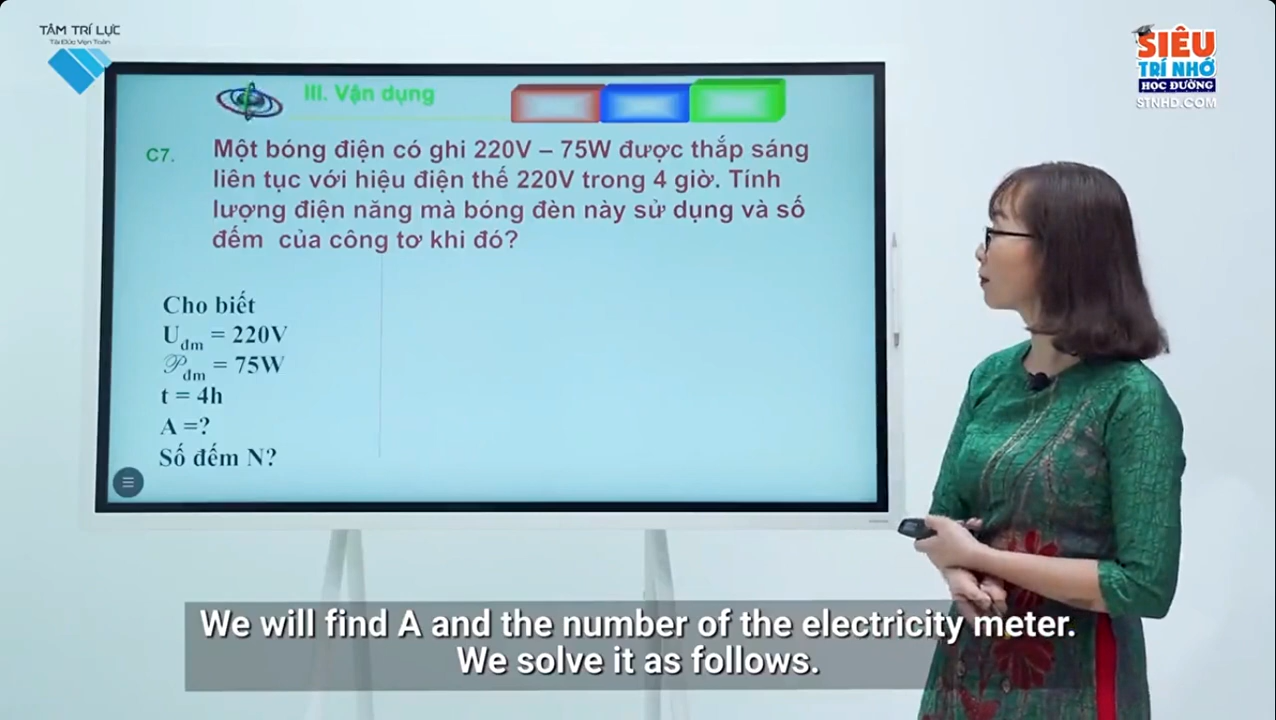 TÂM TRÍ LỰC
Tài Đức Vẹn Toàn
SIÊU
TRÍ NHỚ
HỌC ĐƯỜNG
STNHD.COM
III. Vận dụng
C7. Một bóng điện có ghi 220V – 75W được thắp sáng
liên tục với hiệu điện thế 220V trong 4 giờ. Tính
lượng điện năng mà bóng đèn này sử dụng và số
đếm của công tơ khi đó?
Cho biết
Uđm = 220V
𝒫đm = 75W
t = 4h
A =?
Số đếm N?
We will find A and the number of the electricity meter.
We solve it as follows.